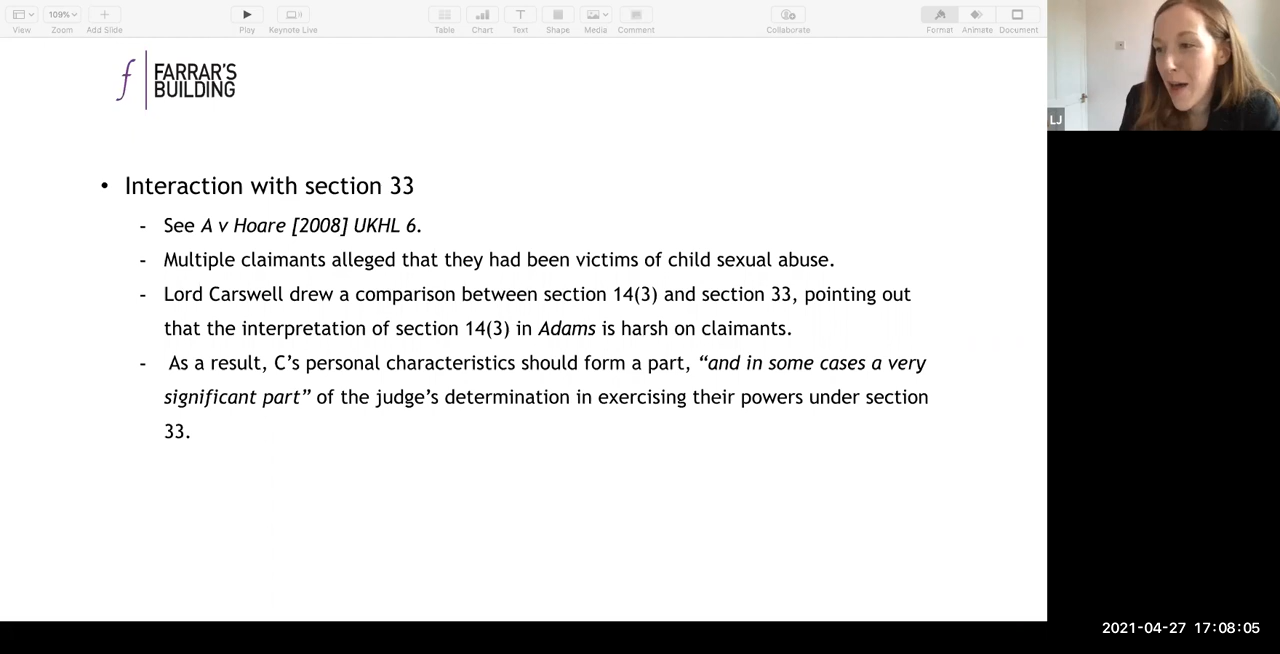 109%
View
Zoom
Add Slide
Play
Keynote Live
Table
Chart
Text
Shape
Media
Comment
Collaborate
Format
Animate
Document
f
FARRAR'S
BUILDING
LJ
• Interaction with section 33
- See A v Hoare [2008] UKHL 6.
- Multiple claimants alleged that they had been victims of child sexual abuse.
- Lord Carswell drew a comparison between section 14(3) and section 33, pointing out
that the interpretation of section 14(3) in Adams is harsh on claimants.
- As a result, C’s personal characteristics should form a part, “and in some cases a very
significant part” of the judge’s determination in exercising their powers under section
33.
2021-04-27 17:08:05